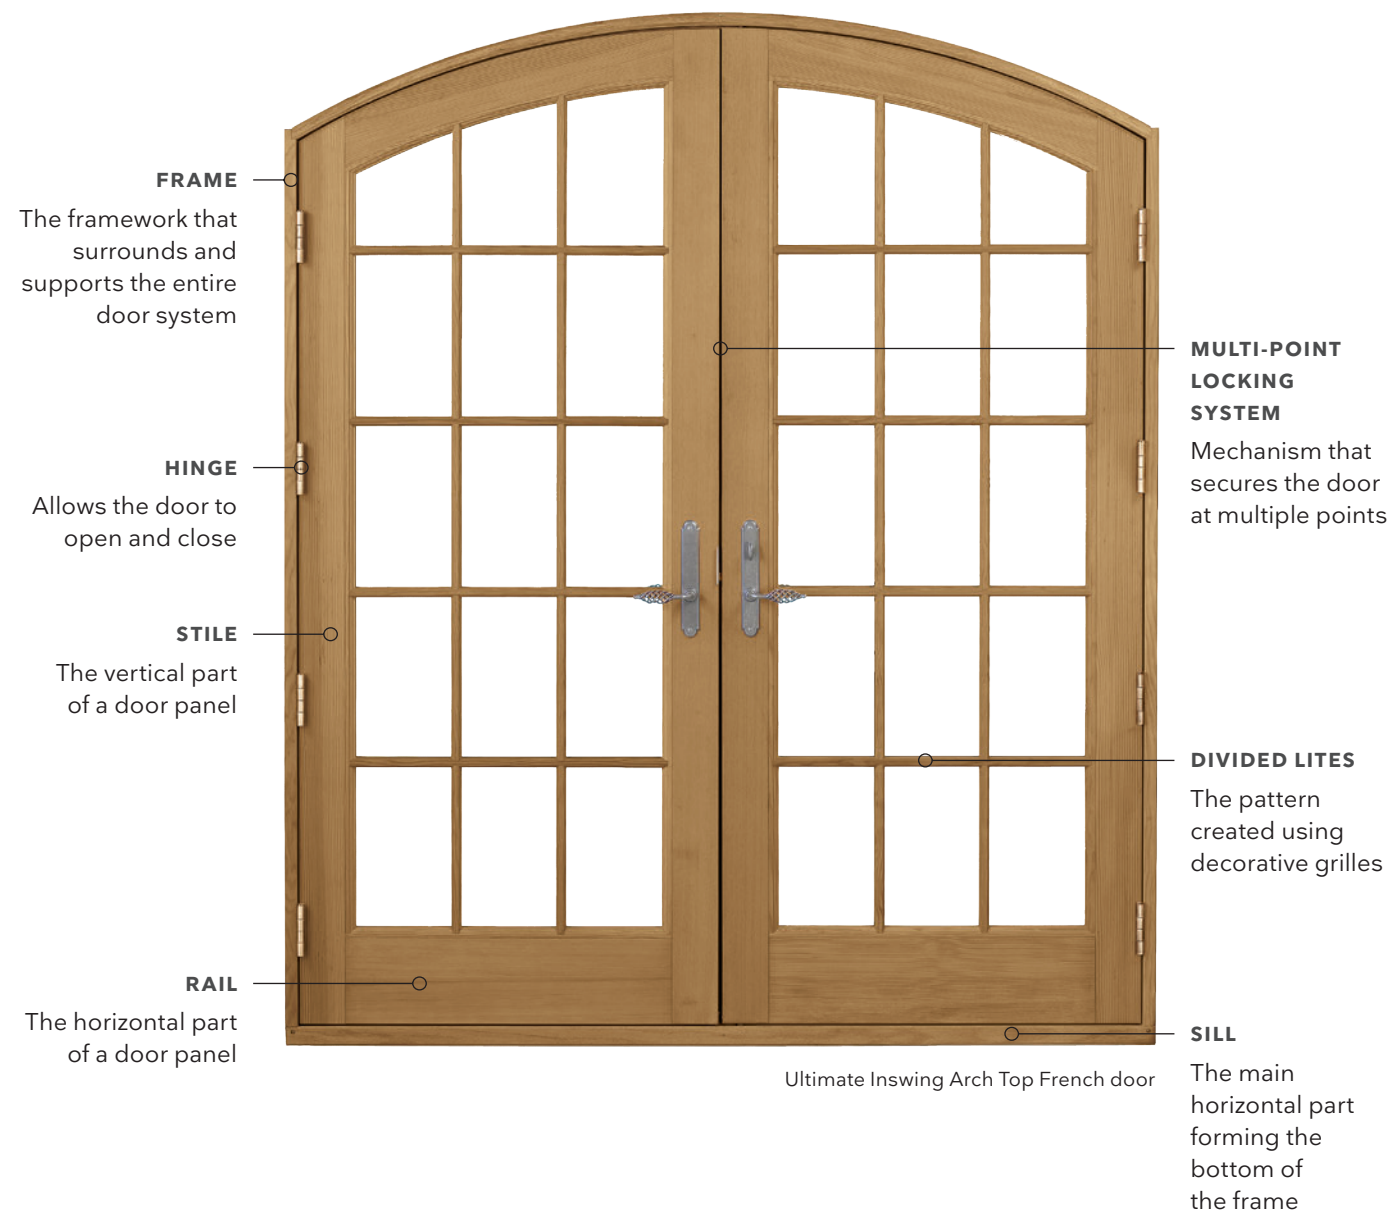 FRAME
The framework that
surrounds and
supports the entire
door system
HINGE
Allows the door to
open and close
STILE
The vertical part
of a door panel
RAIL
The horizontal part
of a door panel
MULTI-POINT
LOCKING
SYSTEM
Mechanism that
secures the door
at multiple points
DIVIDED LITES
The pattern
created using
decorative grilles
SILL
The main
horizontal part
forming the
bottom of
the frame
Ultimate Inswing Arch Top French door